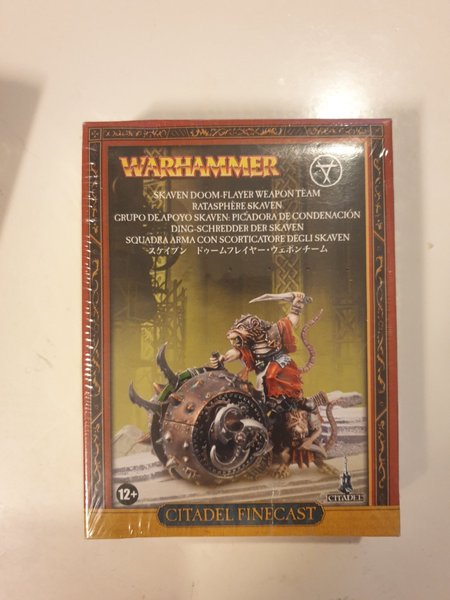 WARHAMMER
SKAVEN DOOM-FLAYER WEAPON TEAM
RATASPHÈRE SKAVEN
GRUPO DE APOYO SKAVEN: PICADORA DE CONDENACIÓN
DING-SCHREDDER DER SKAVEN
SQUADRA ARMA CON SCORTICATORE DEGLI SKAVEN
スケイブン ドゥームフレイヤー・ウェポンチーム
12+
CITADEL
CITADEL FINECAST